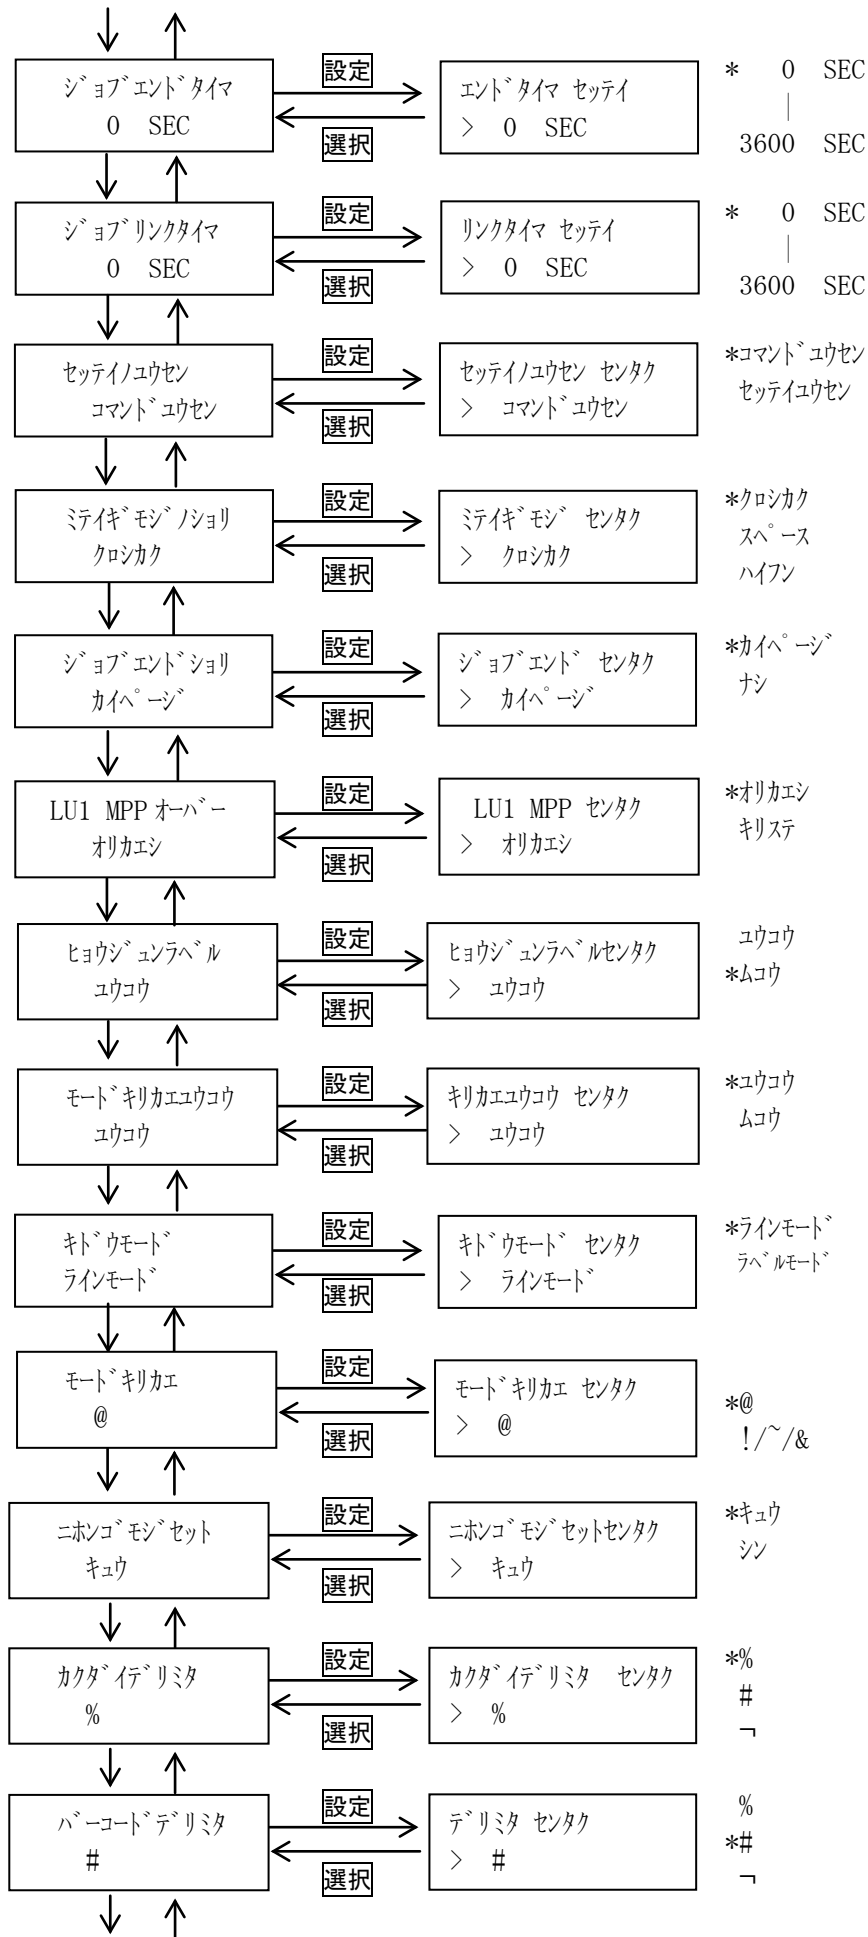 設定
ｼﾞｮﾌﾞｴﾝﾄﾞﾀｲﾏ
0 SEC
ｴﾝﾄﾞﾀｲﾏ ｾｯﾃｲ
> 0 SEC
* 0 SEC
|
3600 SEC
選択
設定
ｼﾞｮﾌﾞﾘﾝｸﾀｲﾏ
0 SEC
ﾘﾝｸﾀｲﾏ ｾｯﾃｲ
> 0 SEC
* 0 SEC
|
3600 SEC
選択
設定
ｾｯﾃｲﾉﾕｳｾﾝ
ｺﾏﾝﾄﾞﾕｳｾﾝ
ｾｯﾃｲﾉﾕｳｾﾝ ｾﾝﾀｸ
> ｺﾏﾝﾄﾞﾕｳｾﾝ
*ｺﾏﾝﾄﾞﾕｳｾﾝ
ｾｯﾃｲﾕｳｾﾝ
選択
設定
ﾐﾃｲｷﾞﾓｼﾞﾉｼｮﾘ
ｸﾛｼｶｸ
ﾐﾃｲｷﾞﾓｼﾞ ｾﾝﾀｸ
> ｸﾛｼｶｸ
*ｸﾛｼｶｸ
ｽﾍﾟｰｽ
ﾊｲﾌﾝ
選択
設定
ｼﾞｮﾌﾞｴﾝﾄﾞｼｮﾘ
ｶｲﾍﾟｰｼﾞ
ｼﾞｮﾌﾞｴﾝﾄﾞ ｾﾝﾀｸ
> ｶｲﾍﾟｰｼﾞ
*ｶｲﾍﾟｰｼﾞ
ﾅｼ
選択
設定
LU1 MPP ｵｰﾊﾞｰ
ｵﾘｶｴｼ
LU1 MPP ｾﾝﾀｸ
> ｵﾘｶｴｼ
*ｵﾘｶｴｼ
ｷﾘｽﾃ
選択
設定
ﾋｮｳｼﾞｭﾝﾗﾍﾞﾙ
ﾕｳｺｳ
ﾋｮｳｼﾞｭﾝﾗﾍﾞﾙｾﾝﾀｸ
> ﾕｳｺｳ
ﾕｳｺｳ
*ﾑｺｳ
選択
設定
ﾓｰﾄﾞｷﾘｶｴﾕｳｺｳ
ﾕｳｺｳ
ｷﾘｶｴﾕｳｺｳ ｾﾝﾀｸ
> ﾕｳｺｳ
*ﾕｳｺｳ
ﾑｺｳ
選択
設定
ｷﾄﾞｳﾓｰﾄﾞ
ﾗｲﾝﾓｰﾄﾞ
ｷﾄﾞｳﾓｰﾄﾞ ｾﾝﾀｸ
> ﾗｲﾝﾓｰﾄﾞ
*ﾗｲﾝﾓｰﾄﾞ
ﾗﾍﾞﾙﾓｰﾄﾞ
選択
設定
ﾓｰﾄﾞｷﾘｶｴ
@
ﾓｰﾄﾞｷﾘｶｴ ｾﾝﾀｸ
> @
*@
!/~/&
選択
設定
ﾆﾎﾝｺﾞﾓｼﾞｾｯﾄ
ｷｭｳ
ﾆﾎﾝｺﾞﾓｼﾞｾｯﾄｾﾝﾀｸ
> ｷｭｳ
*ｷｭｳ
ｼﾝ
選択
設定
ｶｸﾀﾞｲﾃﾞﾘﾐﾀ
%
ｶｸﾀﾞｲﾃﾞﾘﾐﾀ ｾﾝﾀｸ
> %
*%
#
¬
選択
設定
ﾊﾞｰｺｰﾄﾞﾃﾞﾘﾐﾀ
#
ﾃﾞﾘﾐﾀ ｾﾝﾀｸ
> #
%
*#
¬
選択